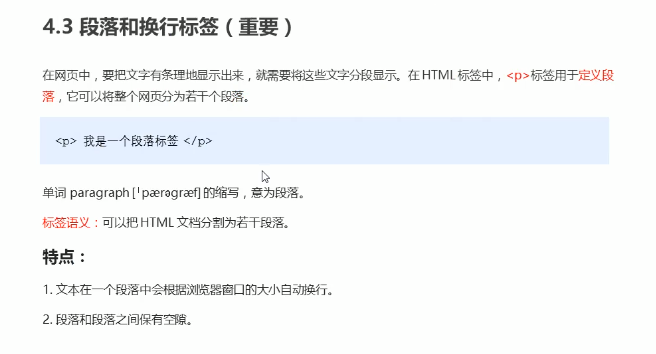 4.3 段落和换行标签（重要）
在网页中，要把文字有条理地显示出来，就需要将这些文字分段显示。在 HTML 标签中，<p>标签用于定义段
落，它可以将整个网页分为若干个段落。
<p> 我是一个段落标签 </p>
单词 paragraph [ˈpærəgræf] 的缩写，意为段落。
标签语义：可以把 HTML 文档分割为若干段落。
特点：
1. 文本在一个段落中会根据浏览器窗口的大小自动换行。
2. 段落和段落之间保有空隙。